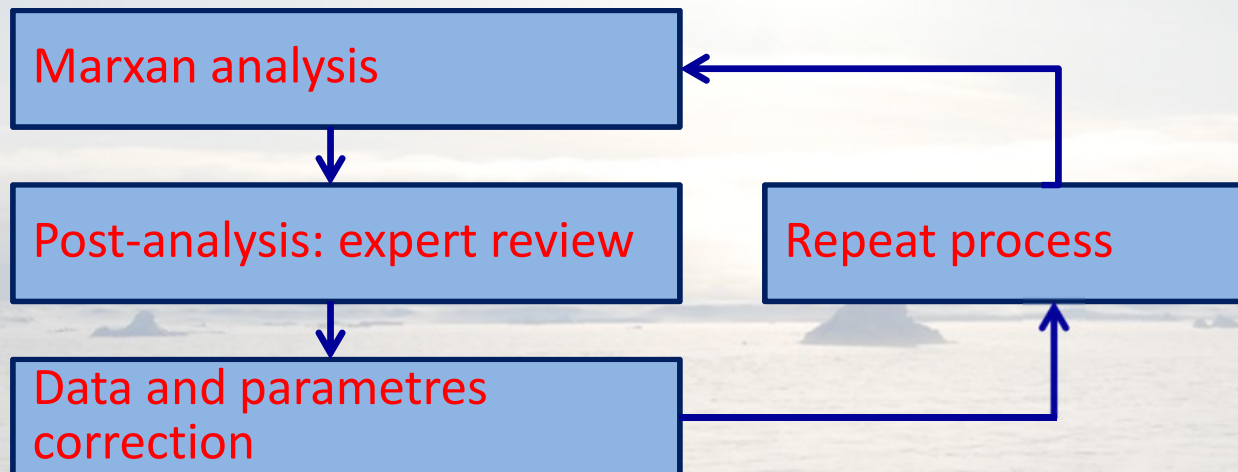 Marxan analysis
Post-analysis: expert review
Repeat process
Data and parametres
correction